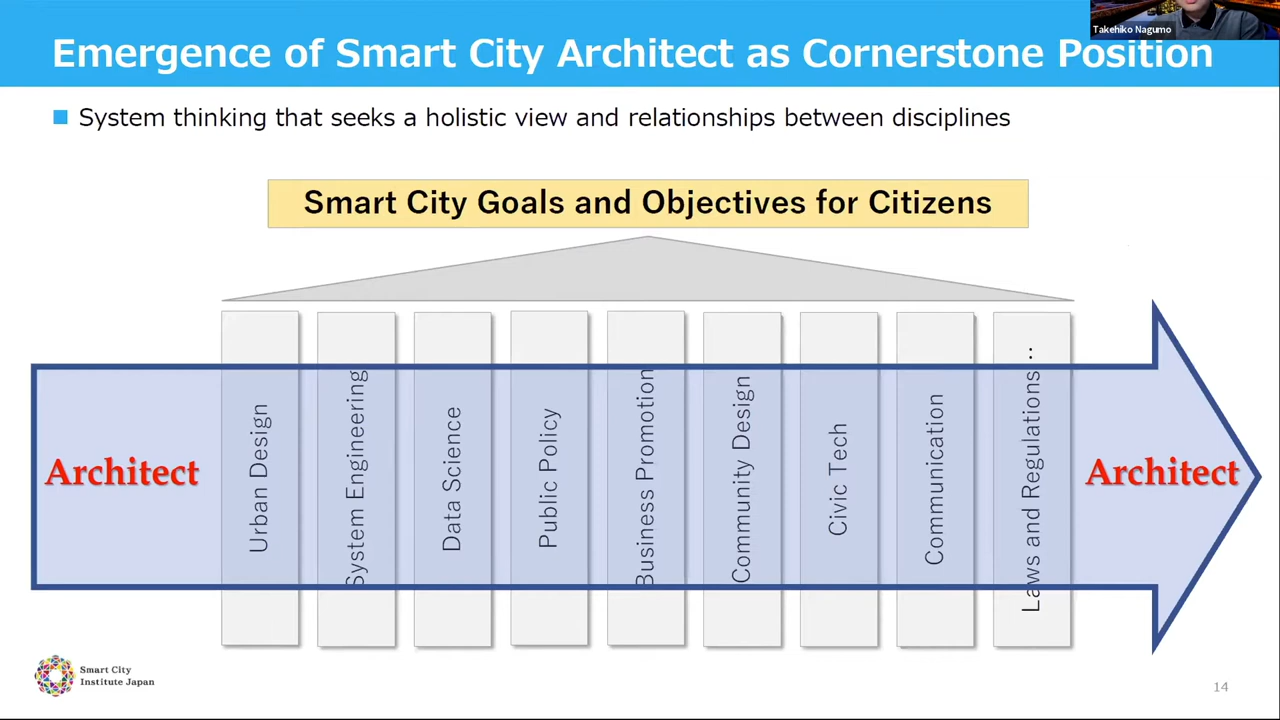 Takehiko Nagumo
Emergence of Smart City Architect as Cornerstone Position
System thinking that seeks a holistic view and relationships between disciplines
Smart City Goals and Objectives for Citizens
Architect
Urban Design
System Engineering
Data Science
Public Policy
Business Promotion
Community Design
Civic Tech
Communication
Laws and Regulations…
Architect
Smart City
Institute Japan
14